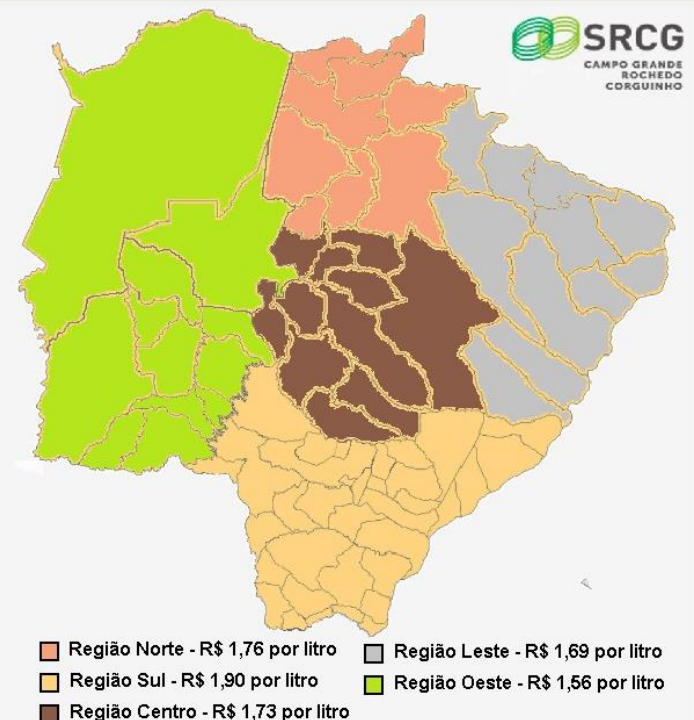 SRCG
CAMPO GRANDE
ROCHEDO
CORGUINHO
Região Norte - R$ 1,76 por litro
Região Sul - R$ 1,90 por litro
Região Centro - R$ 1,73 por litro
Região Leste - R$ 1,69 por litro
Região Oeste - R$ 1,56 por litro